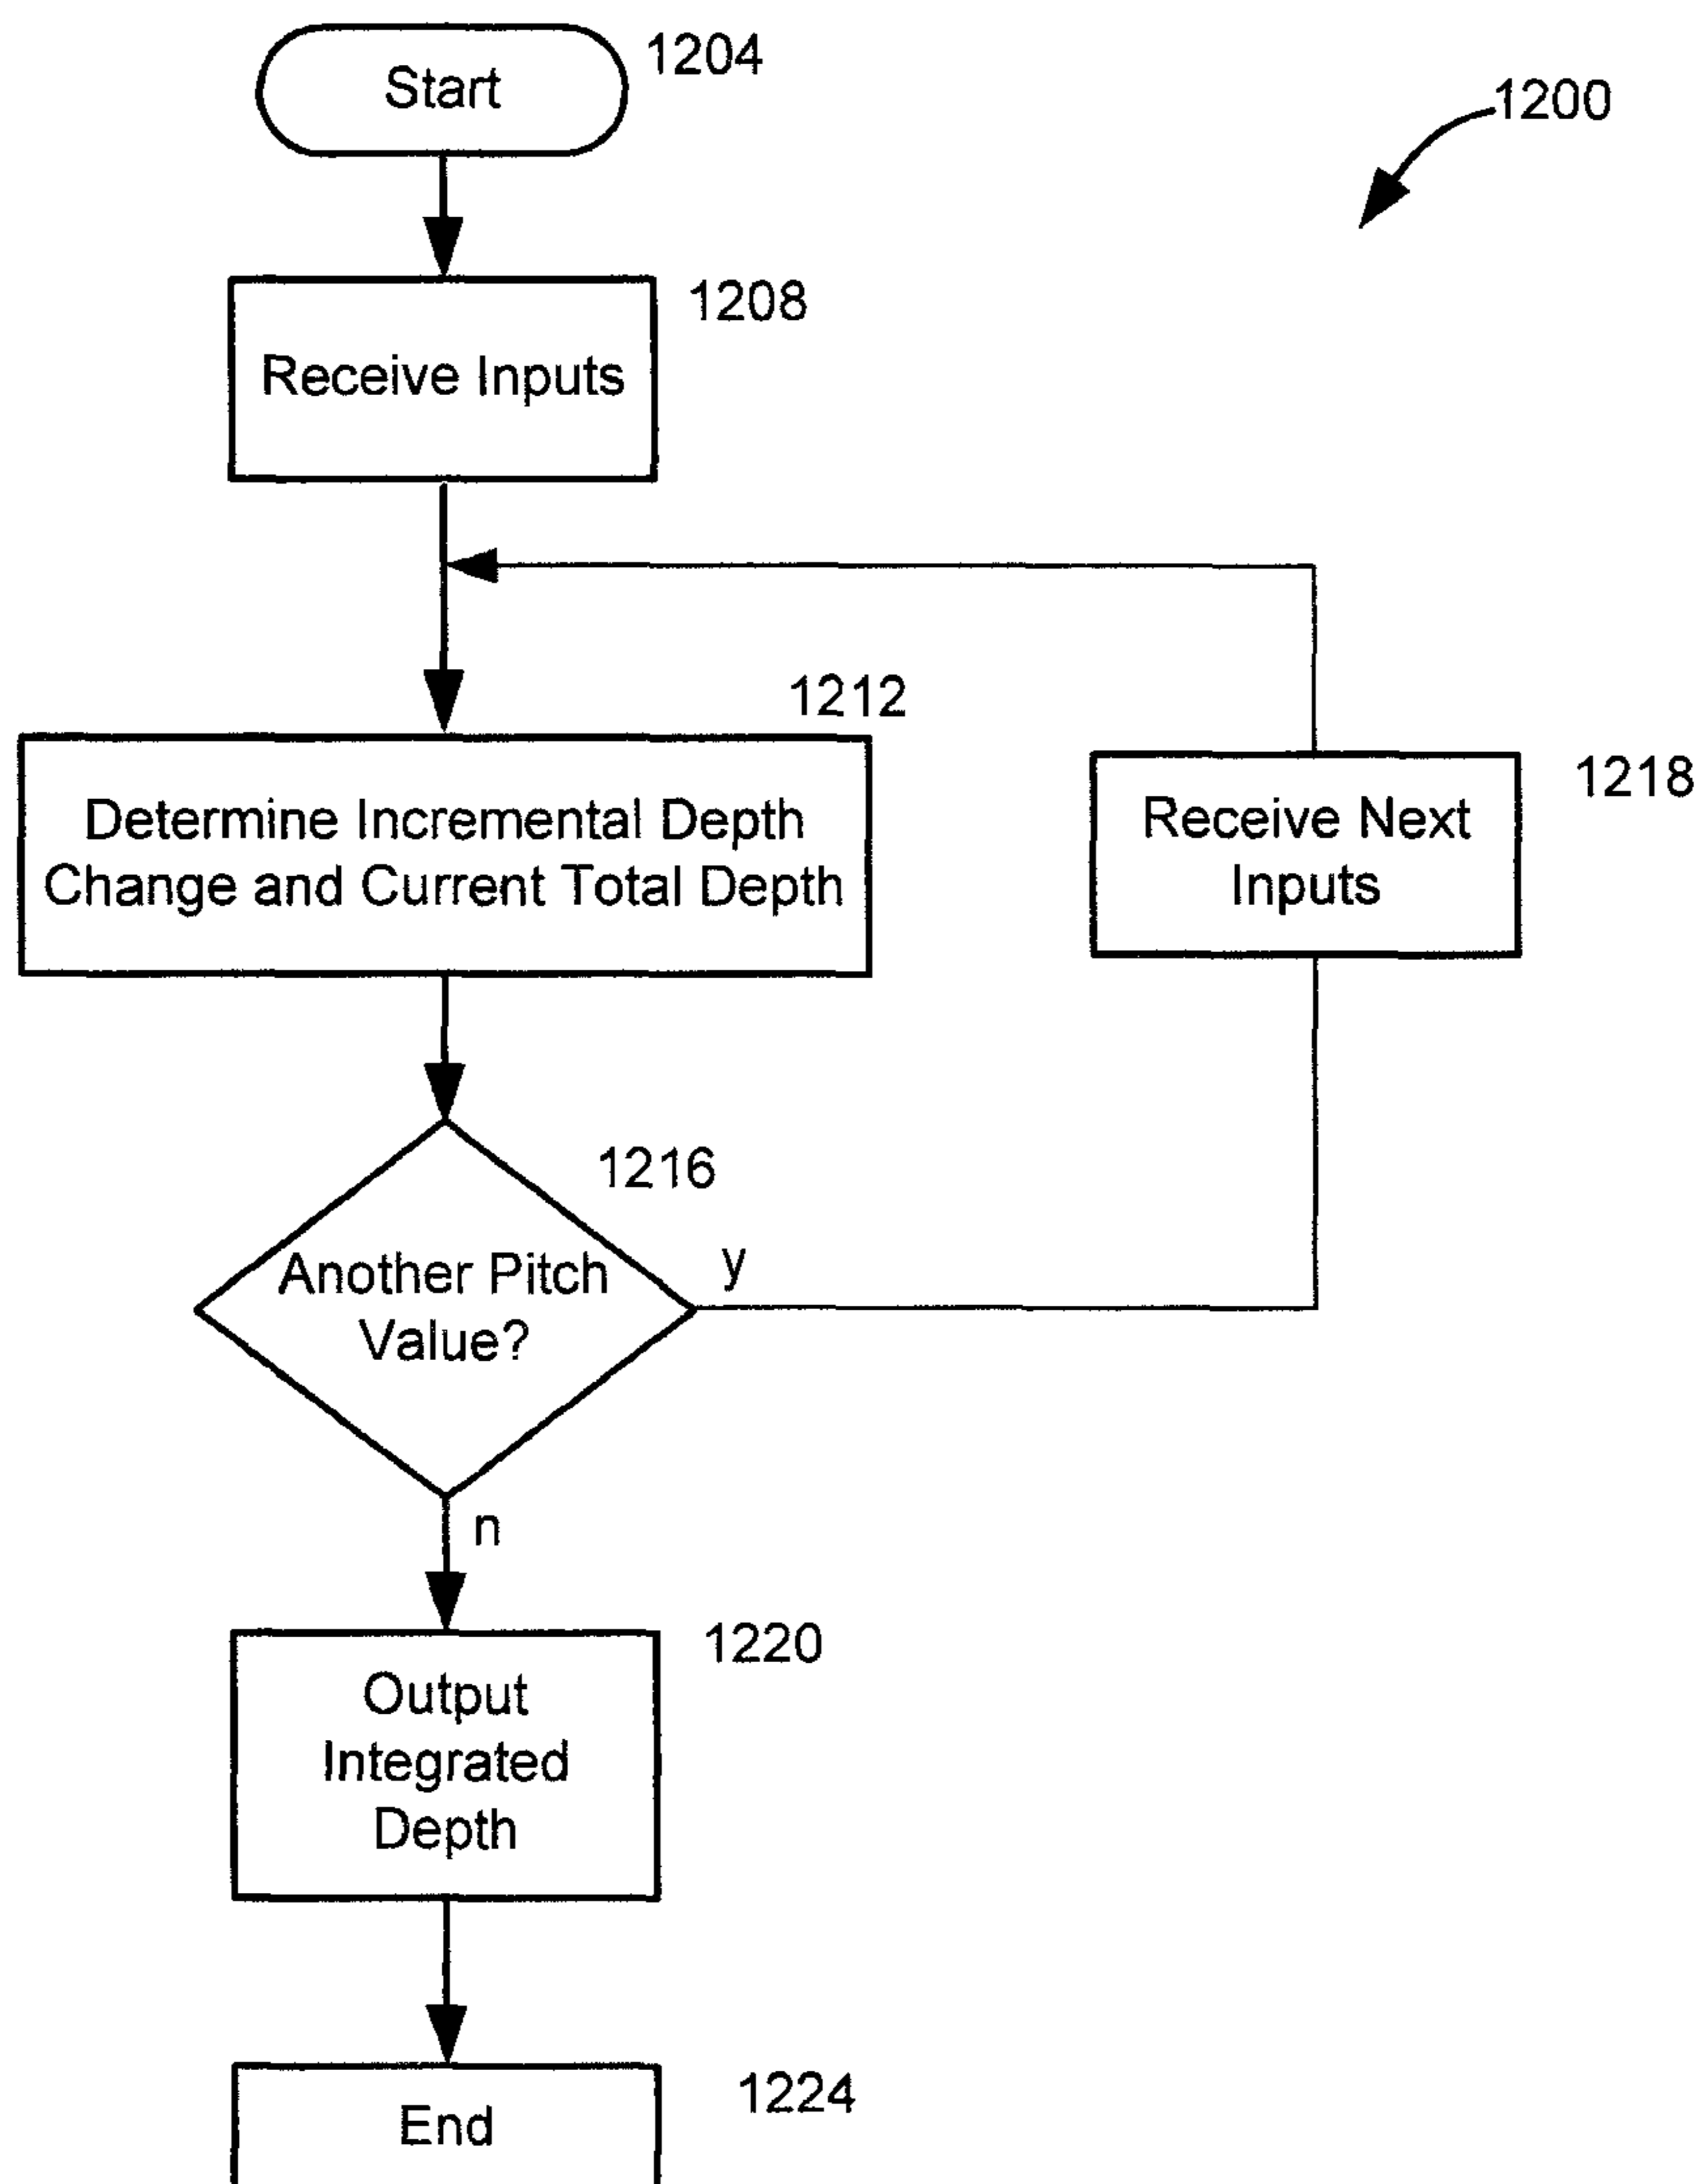 Start
1204
1200
Receive Inputs
1208
1212
Determine Incremental Depth
Change and Current Total Depth
1218
Receive Next
Inputs
1216
Another Pitch
Value?
y
n
1220
Output
Integrated
Depth
1224
End